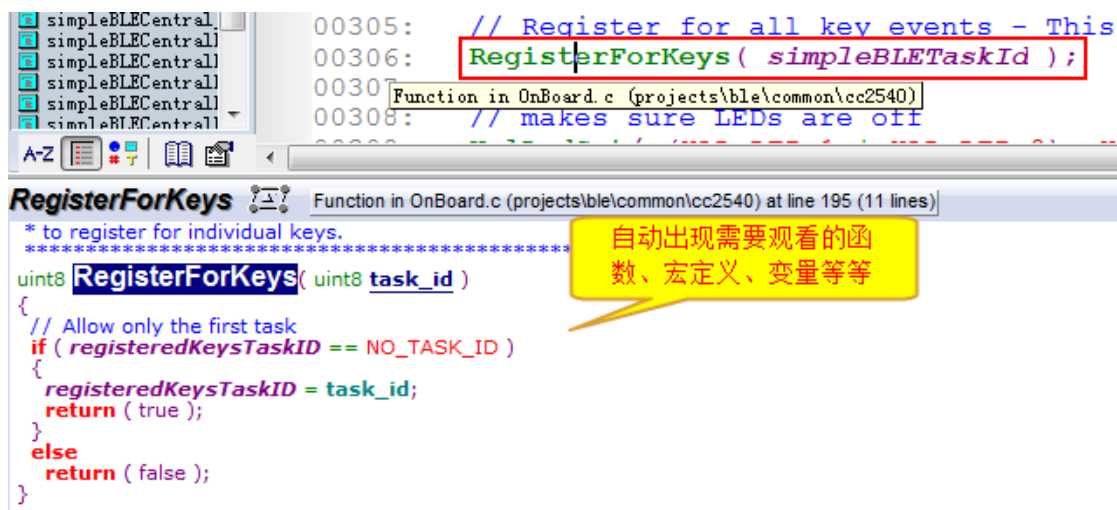 simpleBLECentral
simpleBLECentral]
simpleBLECentral]
simpleBLECentral]
simpleBLECentral]
simpleBLECentral]
00305: // Register for all key events - This
00306: RegisterForKeys( simpleBLETaskId );
0030
Function in OnBoard.c (projects\ble\common\cc2540)
00308: // makes sure LEDs are off
A-Z
RegisterForKeys Function in OnBoard.c (projects\ble\common\cc2540) at line 195 (11 lines)
* to register for individual keys.
自动出现需要观看的函
数、宏定义、变量等等
uint8 RegisterForKeys( uint8 task_id )
{
// Allow only the first task
if ( registeredKeysTaskID == NO_TASK_ID )
{
registeredKeysTaskID = task_id;
return ( true );
}
else
return ( false );
}